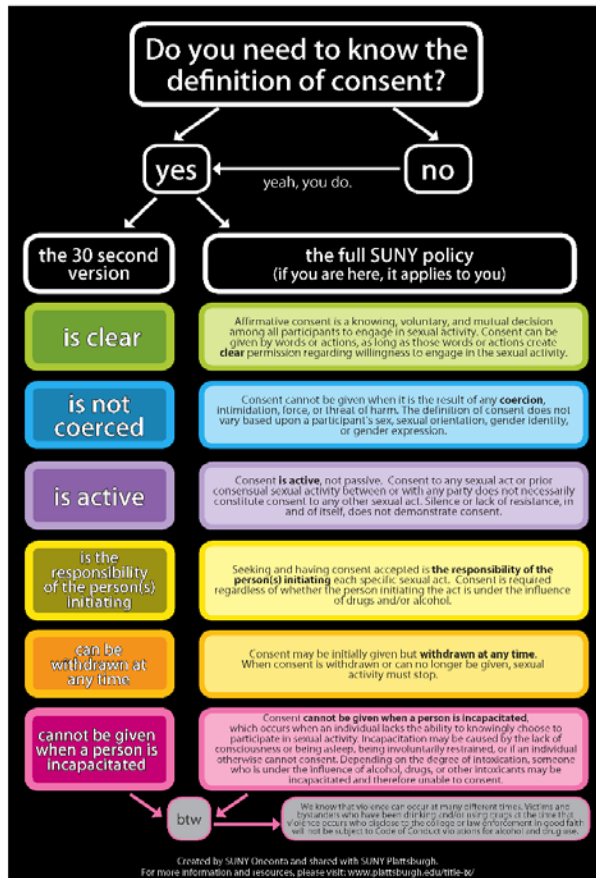 Do you need to know the
definition of consent?
yes
no
yeah, you do.
the 30 second
version
the full SUNY policy
(if you are here, it applies to you)
is clear
Affirmative consent is a knowing, voluntary, and mutual decision
among all participants to engage in sexual activity. Consent can be
given by words or actions, as long as those words or actions create
clear permission regarding willingness to engage in the sexual activity.
is not
coerced
Consent cannot be given when it is the result of any coercion,
intimidation, force, or threat of harm. The definition of consent does not
vary based upon a participant's sex, sexual orientation, gender identity,
or gender expression.
is active
Consent is active, not passive. Consent to any sexual act or prior
consensual sexual activity between or with any party does not necessarily
constitute consent to any other sexual act. Silence or lack of resistance, in
and of itself, does not demonstrate consent.
is the
responsibility
of the person(s)
initiating
Seeking and having consent accepted is the responsibility of the
person(s) initiating each specific sexual act. Consent is required
regardless of whether the person initiating the act is under the influence
of drugs and/or alcohol.
can be
withdrawn at
any time
Consent may be initially given but withdrawn at any time.
When consent is withdrawn or can no longer be given, sexual
activity must stop.
cannot be given
when a person is
incapacitated
Consent cannot be given when a person is incapacitated,
which occurs when an individual lacks the ability to knowingly choose to
participate in sexual activity. Incapacitation may be caused by the lack of
consciousness or being asleep, being involuntarily restrained, or if an individual
otherwise cannot consent. Depending on the degree of intoxication, someone
who is under the influence of alcohol, drugs, or other intoxicants may be
incapacitated and therefore unable to consent.
btw
We know that violence can occur at many different times. Victims and
bystanders who have been drinking and/or using drugs at the time that
violence occurs who disclose to the college or law enforcement in good faith
will not be subject to Code of Conduct violations for alcohol and drug use.
Created by SUNY Oneonta and shared with SUNY Plattsburgh.
For more information and resources, please visit: www.plattsburgh.edu/title-ix/